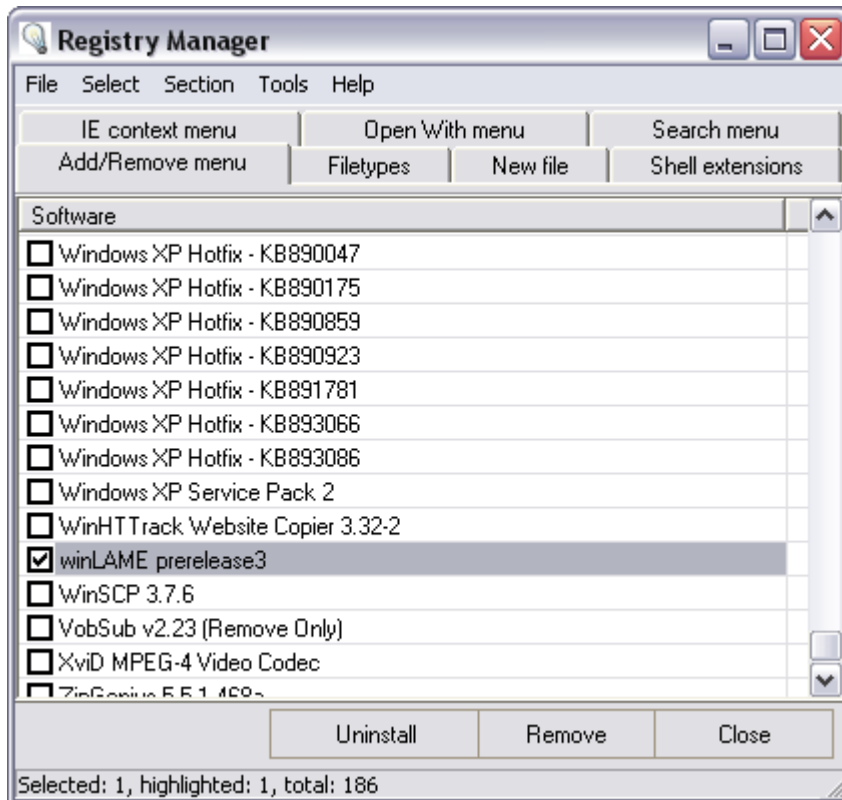 Registry Manager
File Select Section Tools Help
IE context menu Open With menu Search menu
Add/Remove menu Filetypes New file Shell extensions
Software
Windows XP Hotfix - KB890047
Windows XP Hotfix - KB890175
Windows XP Hotfix - KB890859
Windows XP Hotfix - KB890923
Windows XP Hotfix - KB891781
Windows XP Hotfix - KB893066
Windows XP Hotfix - KB893086
Windows XP Service Pack 2
WinHTTrack Website Copier 3.32-2
winLAME prerelease3
WinSCP 3.7.6
VobSub v2.23 (Remove Only)
XviD MPEG-4 Video Codec
Uninstall Remove Close
Selected: 1, highlighted: 1, total: 186